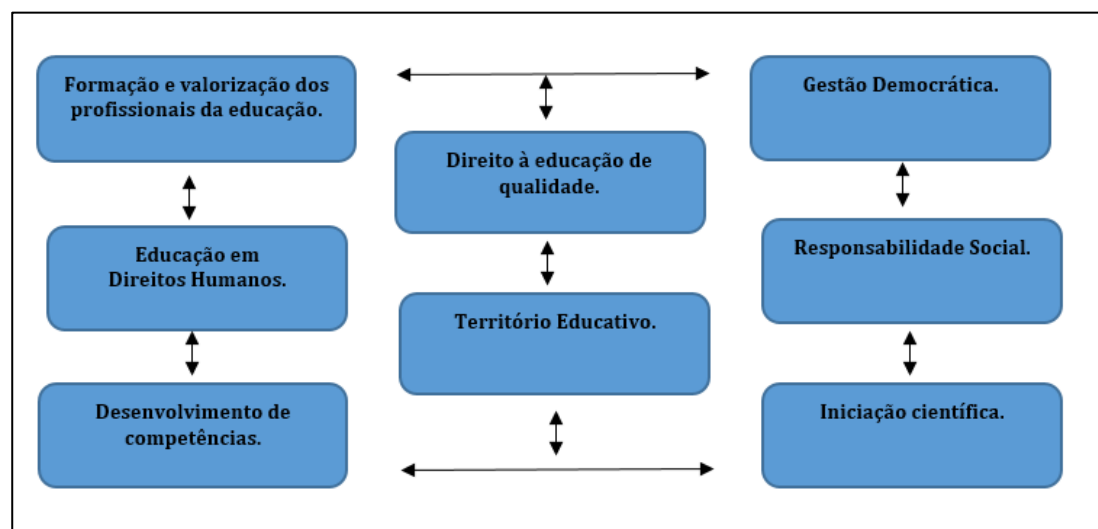 Formação e valorização dos
profissionais da educação.
Gestão Democrática.
Direito à educação de
qualidade.
Educação em
Direitos Humanos.
Responsabilidade Social.
Território Educativo.
Desenvolvimento de
competências.
Iniciação científica.